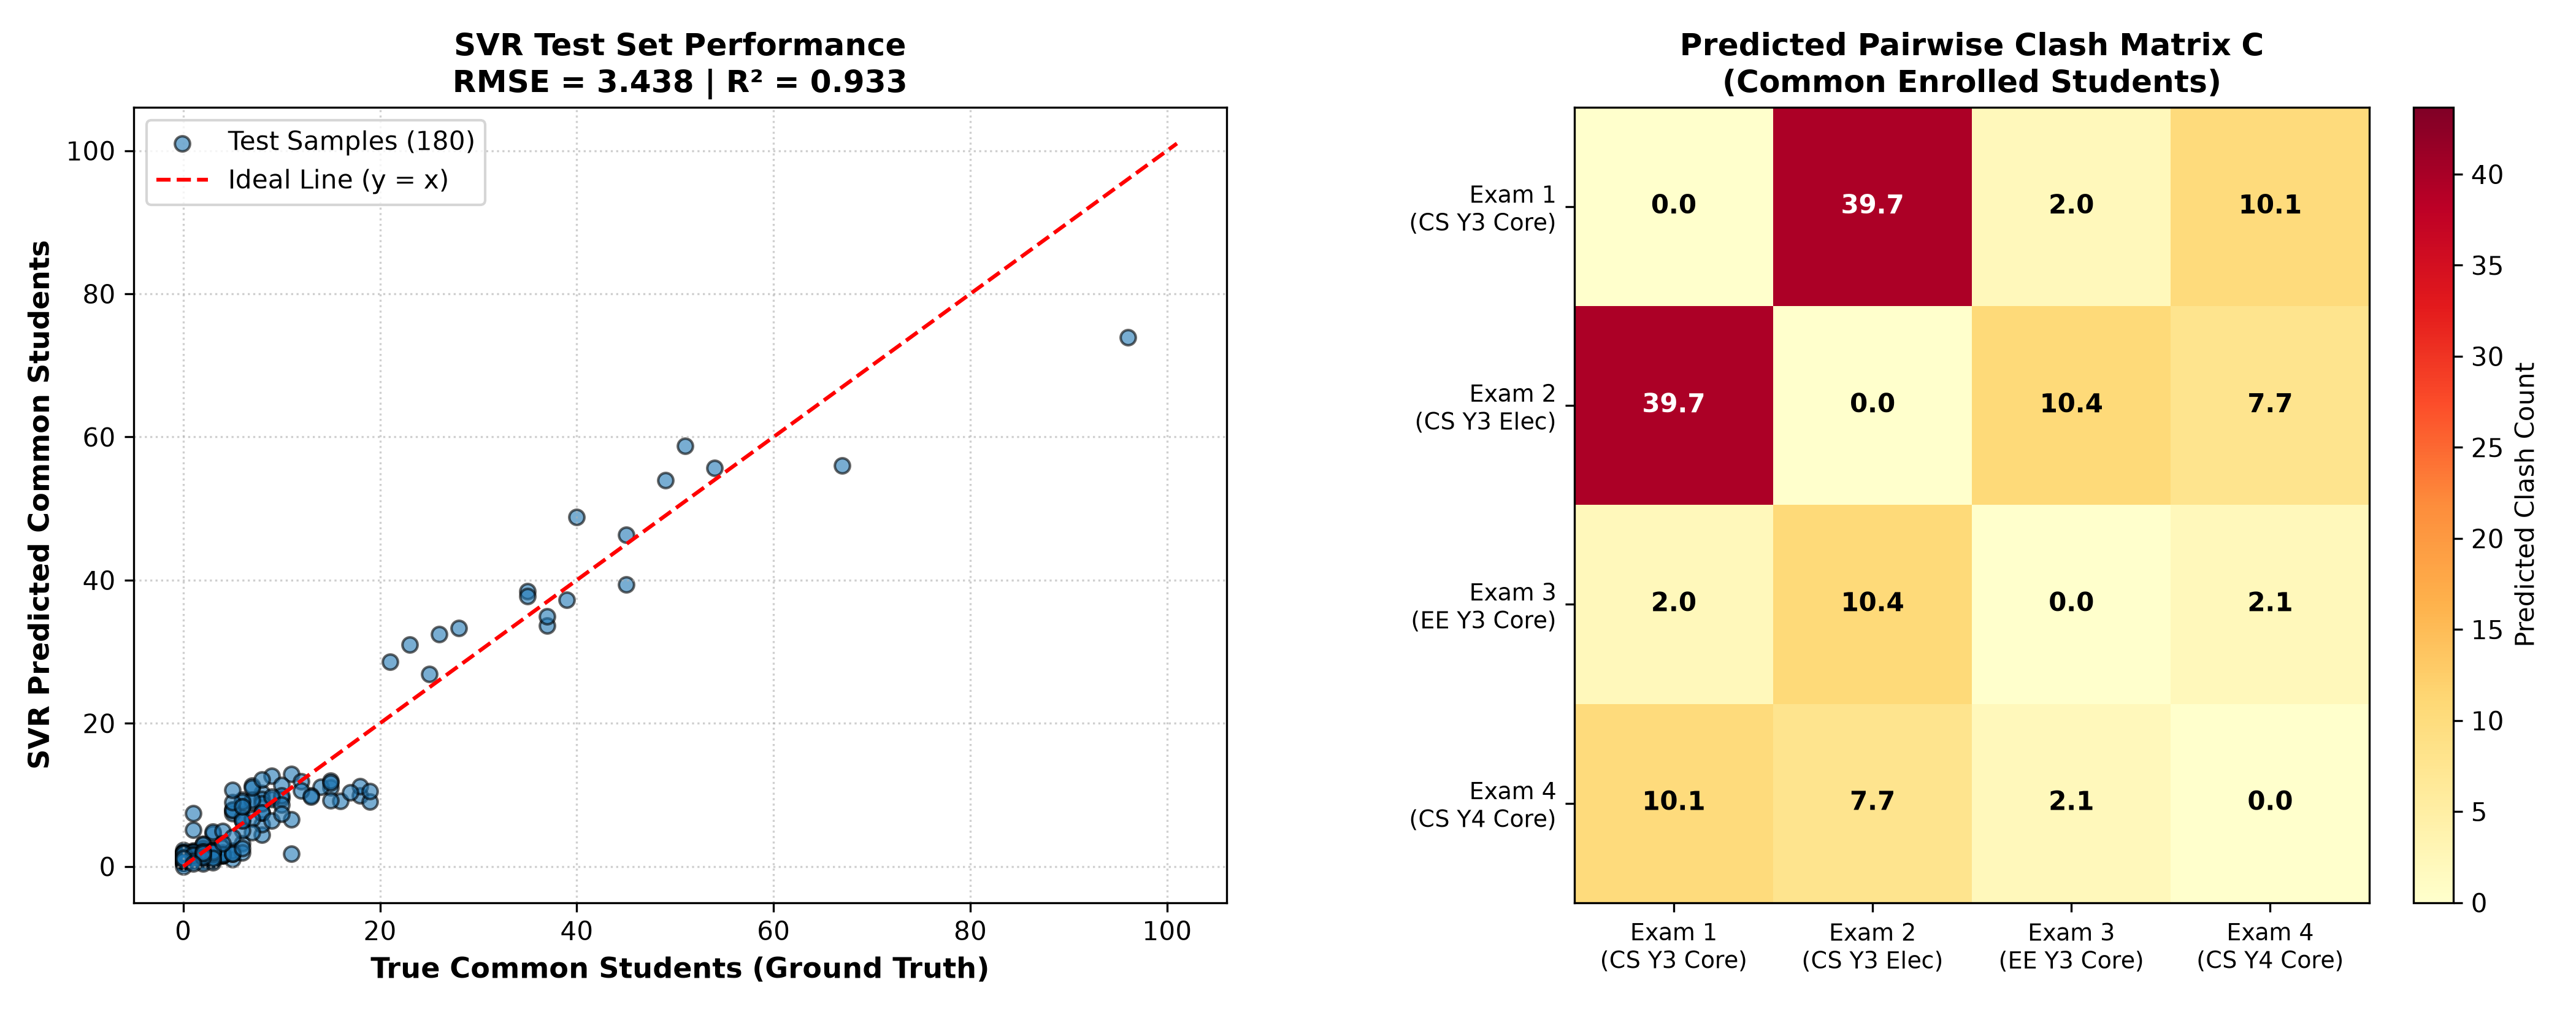 SVR Test Set Performance
RMSE = 3.438 | R² = 0.933
Test Samples (180)
Ideal Line (y = x)
SVR Predicted Common Students
100
80
60
40
20
0
0 20 40 60 80 100
True Common Students (Ground Truth)
Predicted Pairwise Clash Matrix C
(Common Enrolled Students)
Exam 1
(CS Y3 Core)
0.0 39.7 2.0 10.1
Exam 2
(CS Y3 Elec)
39.7 0.0 10.4 7.7
Exam 3
(EE Y3 Core)
2.0 10.4 0.0 2.1
Exam 4
(CS Y4 Core)
10.1 7.7 2.1 0.0
Exam 1 Exam 2 Exam 3 Exam 4
(CS Y3 Core) (CS Y3 Elec) (EE Y3 Core) (CS Y4 Core)
40
35
30
25
20
15
10
5
0
Predicted Clash Count